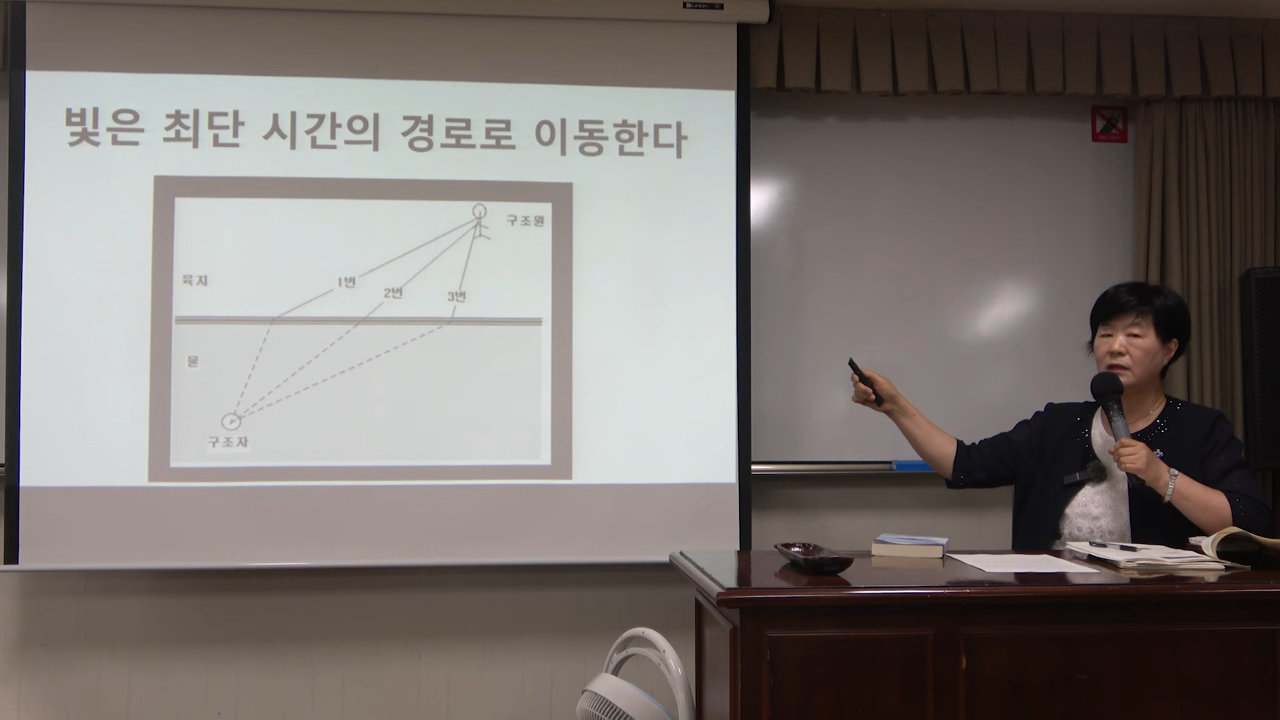 빛은 최단 시간의 경로로 이동한다
구조원
육지
1번
2번
3번
물
구조자